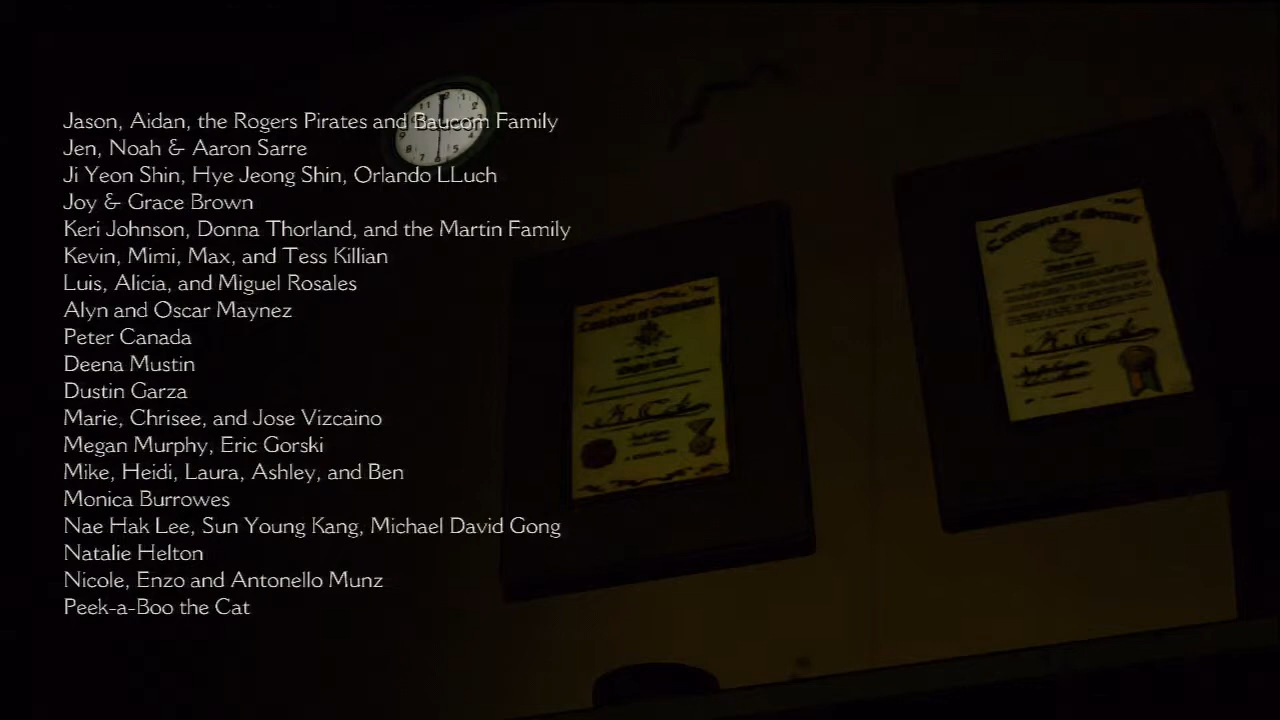 Jason, Aidan, the Rogers Pirates and Baucom Family
Jen, Noah & Aaron Sarre
Ji Yeon Shin, Hye Jeong Shin, Orlando LLuch
Joy & Grace Brown
Keri Johnson, Donna Thorland, and the Martin Family
Kevin, Mimi, Max, and Tess Killian
Luis, Alicia, and Miguel Rosales
Alyn and Oscar Maynez
Peter Canada
Deena Mustin
Dustin Garza
Marie, Chrisee, and Jose Vizcaino
Megan Murphy, Eric Gorski
Mike, Heidi, Laura, Ashley, and Ben
Monica Burrowes
Nae Hak Lee, Sun Young Kang, Michael David Gong
Natalie Helton
Nicole, Enzo and Antonello Munz
Peek-a-Boo the Cat